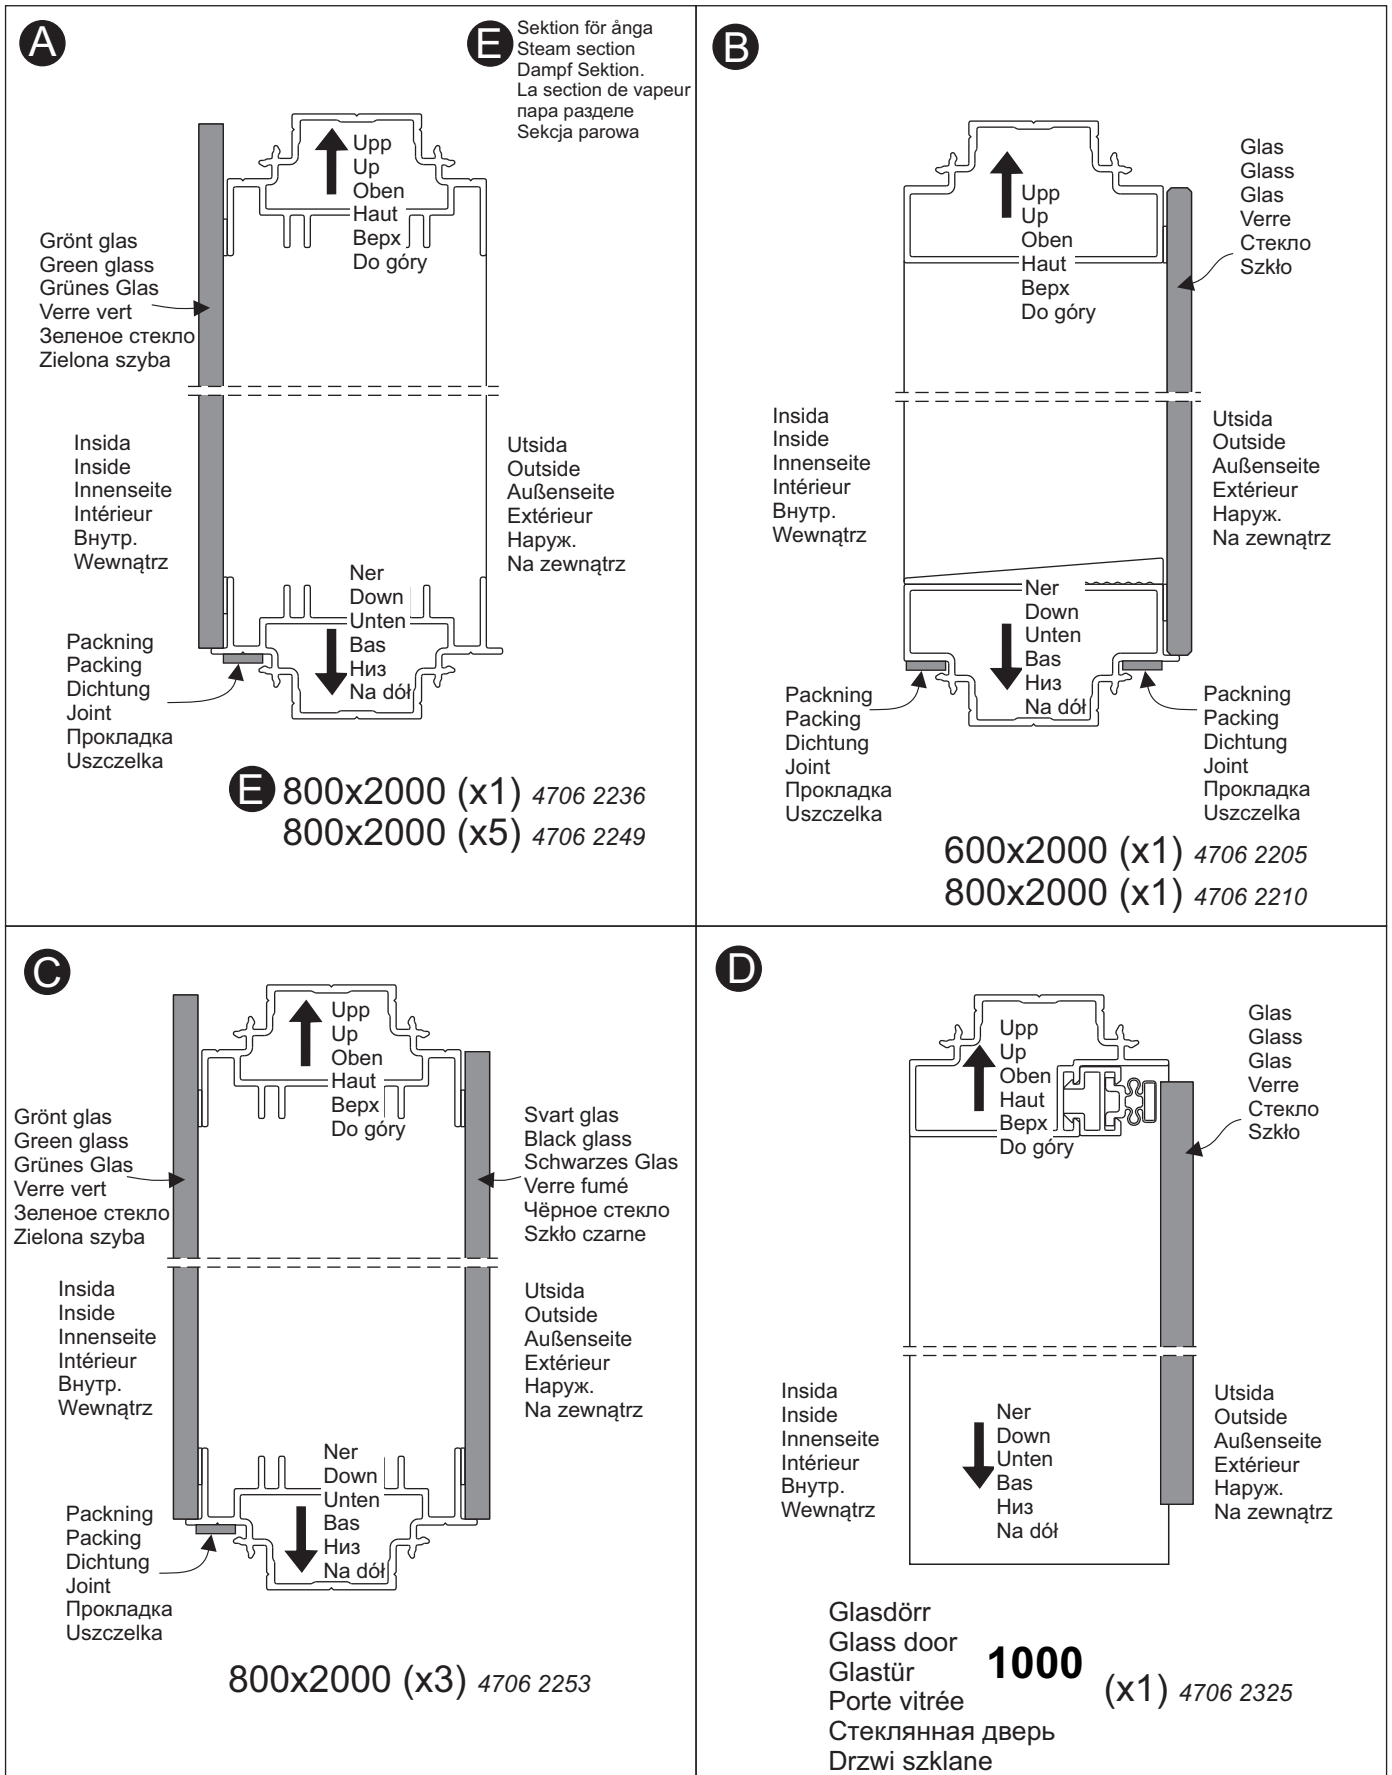 A
E
Sektion för ånga
Steam section
Dampf Sektion.
La section de vapeur
пара разделе
Sekcja parowa
Upp
Up
Oben
Haut
Bepx
Do góry
Grönt glas
Green glass
Grünes Glas
Verre vert
Зеленое стекло
Zielona szyba
Insida
Inside
Innenseite
Intérieur
Внутр.
Wewnątrz
Utsida
Outside
Außenseite
Extérieur
Наруж.
Na zewnątrz
Ner
Down
Unten
Bas
Низ
Na dół
Packning
Packing
Dichtung
Joint
Прокладка
Uszczelka
E 800x2000 (x1) 4706 2236
800x2000 (x5) 4706 2249
B
Upp
Up
Oben
Haut
Bepx
Do góry
Glas
Glass
Glas
Verre
Стекло
Szkło
Insida
Inside
Innenseite
Intérieur
Внутр.
Wewnątrz
Utsida
Outside
Außenseite
Extérieur
Наруж.
Na zewnątrz
Ner
Down
Unten
Bas
Низ
Na dół
Packning
Packing
Dichtung
Joint
Прокладка
Uszczelka
Packning
Packing
Dichtung
Joint
Прокладка
Uszczelka
600x2000 (x1) 4706 2205
800x2000 (x1) 4706 2210
C
Upp
Up
Oben
Haut
Bepx
Do góry
Grönt glas
Green glass
Grünes Glas
Verre vert
Зеленое стекло
Zielona szyba
Svart glas
Black glass
Schwarzes Glas
Verre fumé
Чёрное стекло
Szkło czarne
Insida
Inside
Innenseite
Intérieur
Внутр.
Wewnątrz
Utsida
Outside
Außenseite
Extérieur
Наруж.
Na zewnątrz
Ner
Down
Unten
Bas
Низ
Na dół
Packning
Packing
Dichtung
Joint
Прокладка
Uszczelka
800x2000 (x3) 4706 2253
D
Upp
Up
Oben
Haut
Bepx
Do góry
Glas
Glass
Glas
Verre
Стекло
Szkło
Insida
Inside
Innenseite
Intérieur
Внутр.
Wewnątrz
Ner
Down
Unten
Bas
Низ
Na dół
Utsida
Outside
Außenseite
Extérieur
Наруж.
Na zewnątrz
Glasdörr
Glass door
Glastür
Porte vitrée
Стеклянная дверь
Drzwi szklane
1000
(x1) 4706 2325